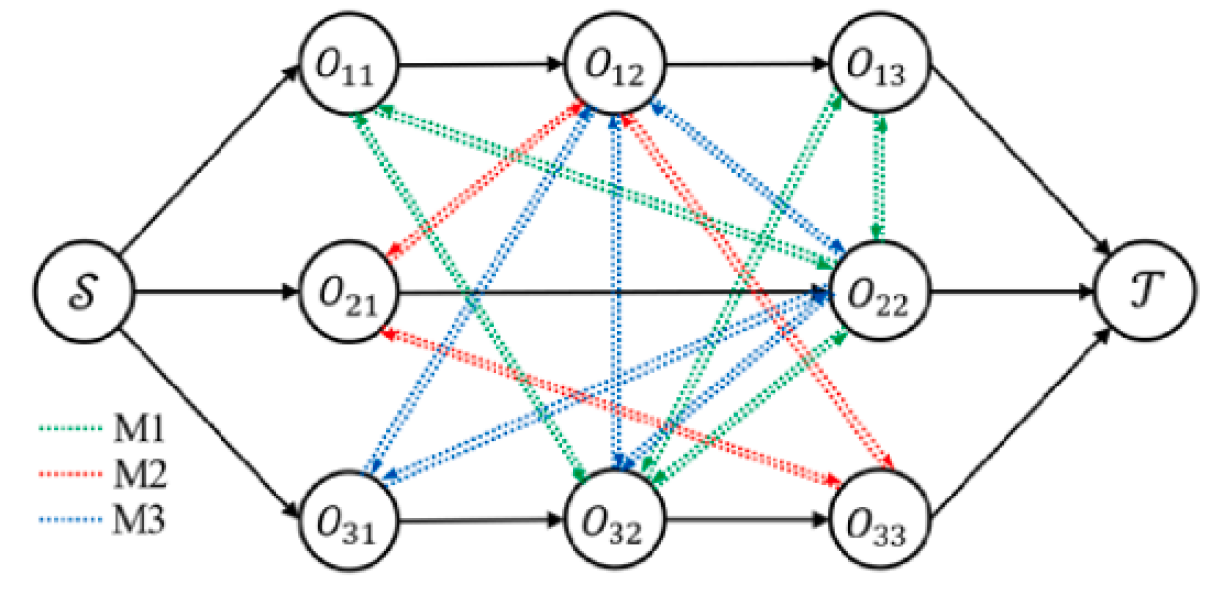 O₁₁ O₁₂ O₁₃
𝒮 O₂₁ O₂₂ 𝒯
M1
M2
M3
O₃₁ O₃₂ O₃₃